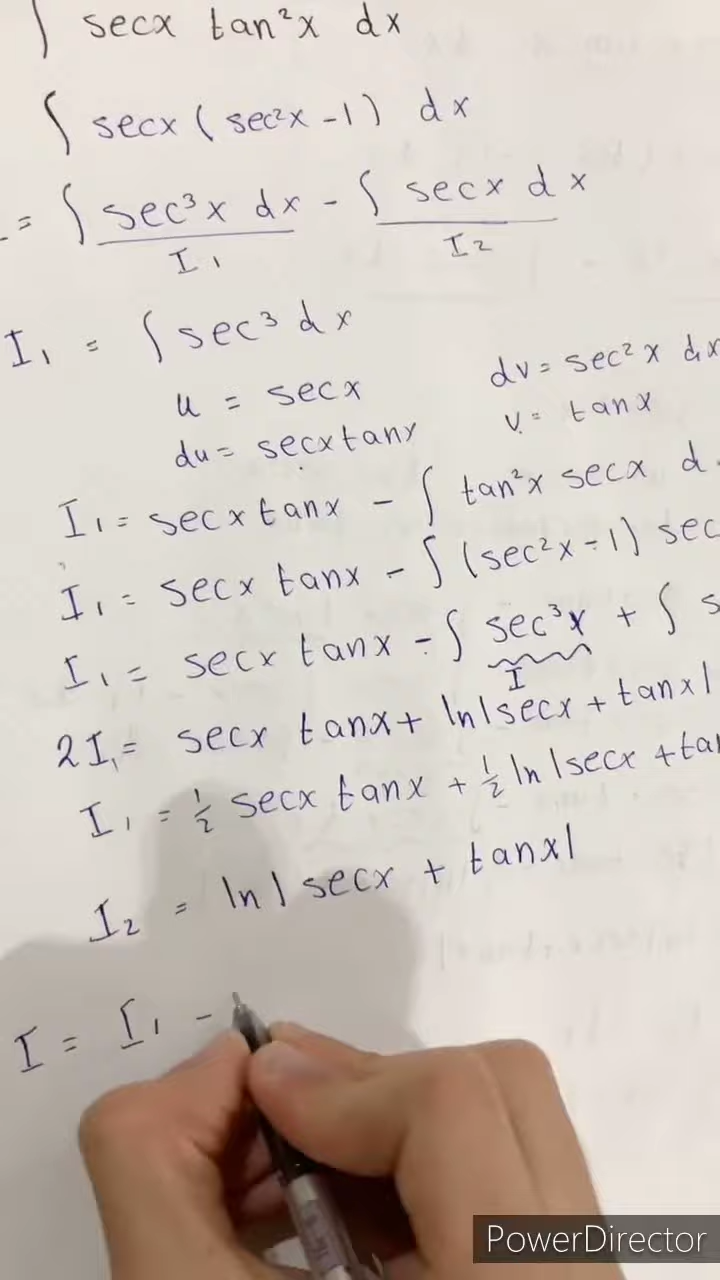 ∫ secx tan²x dx
∫ secx ( sec²x - 1 ) dx
= ∫ sec³x dx - ∫ secx dx
I₁ I₂
I₁ = ∫ sec³ dx
u = secx dv = sec²x dx
du = secxtanx v = tanx
I₁ = secx tanx - ∫ tan²x secx d
I₁ = secx tanx - ∫ (sec²x - 1) sec
I₁ = secx tanx - ∫ sec³x + ∫ s
I
2I₁ = secx tanx + ln|secx + tanx|
I₁ = ½ secx tanx + ½ ln |secx + tan
I₂ = ln | secx + tanx|
I = I₁ -
PowerDirector